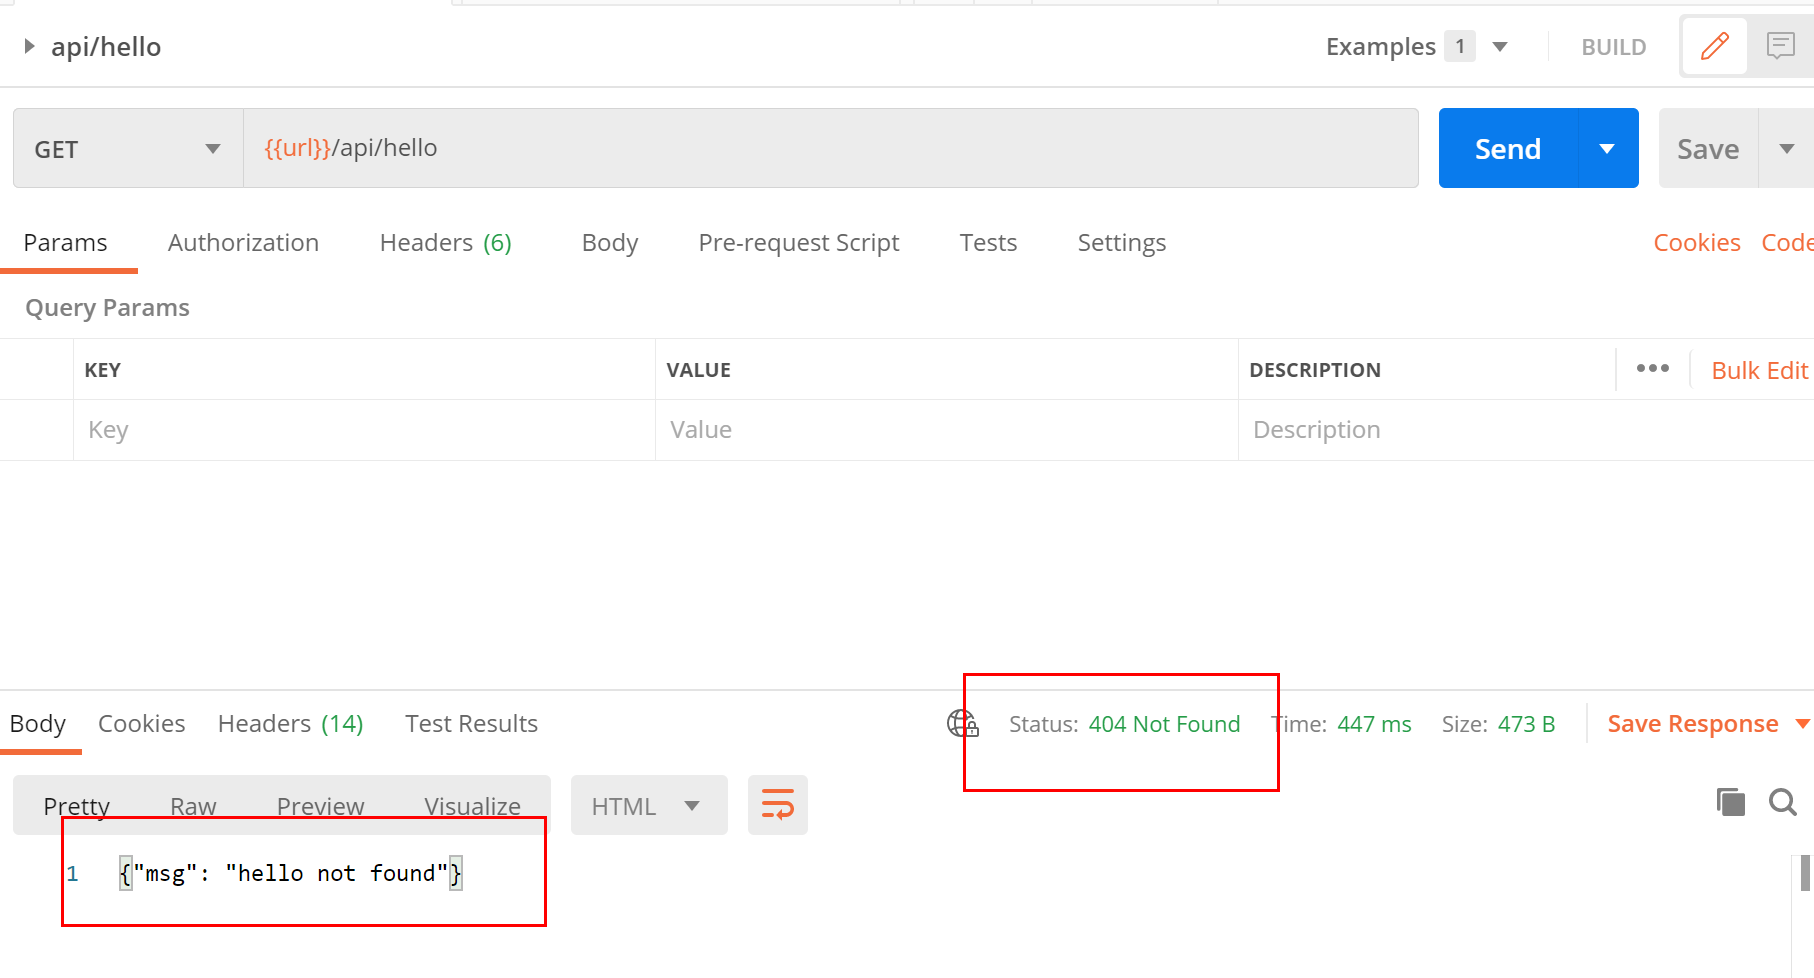 api/hello
Examples 1
BUILD
GET
{{url}}/api/hello
Send
Save
Params Authorization Headers (6) Body Pre-request Script Tests Settings Cookies Code
Query Params
KEY VALUE DESCRIPTION Bulk Edit
Key Value Description
Body Cookies Headers (14) Test Results Status: 404 Not Found Time: 447 ms Size: 473 B Save Response
Pretty Raw Preview Visualize HTML
1 {"msg": "hello not found"}